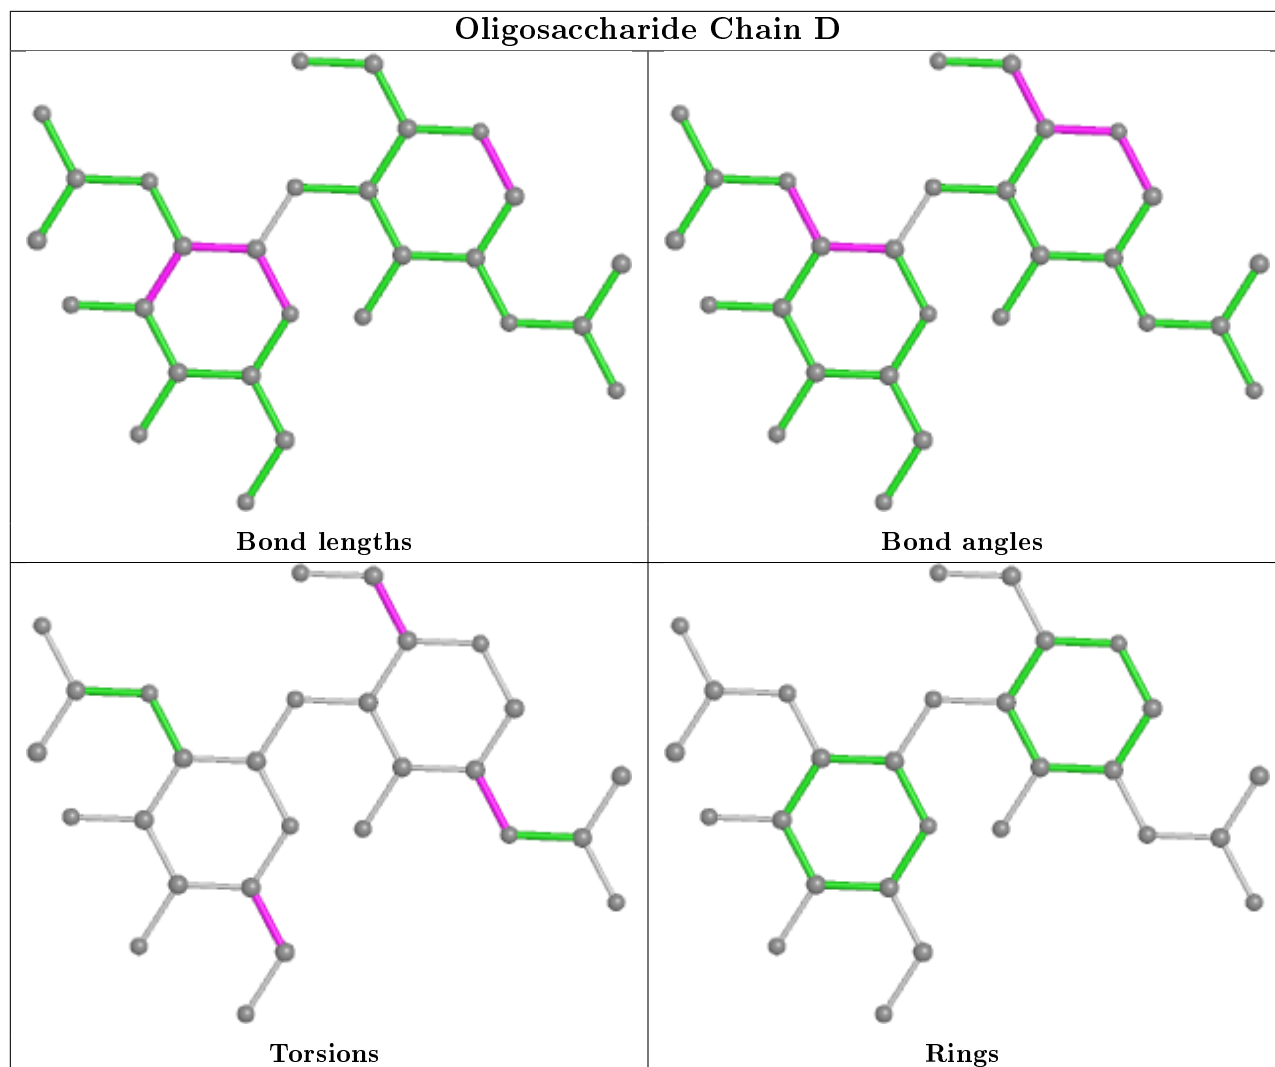 Oligosaccharide Chain D
Bond lengths
Bond angles
Torsions
Rings